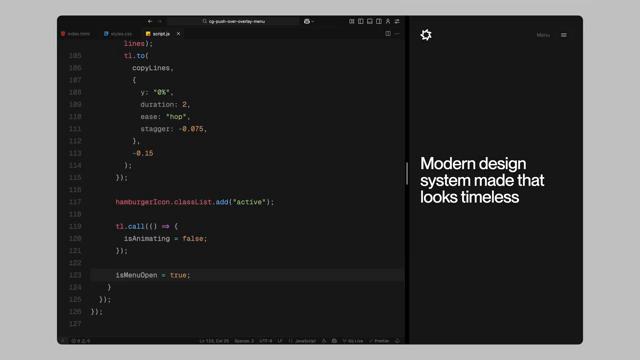 cg-push-over-overlay-menu
index.html
styles.css
script.js
lines);
105 tl.to(
106 copyLines,
107 {
108 y: "0%",
109 duration: 2,
110 ease: "hop",
111 stagger: -0.075,
112 },
113 -0.15
114 );
115 });
116
117 hamburgerIcon.classList.add("active");
118
119 tl.call(() => {
120 isAnimating = false;
121 });
122
123 isMenuOpen = true;
124 }
125 });
126 });
127
Ln 123, Col 25 Spaces: 2 UTF-8 LF {} JavaScript Go Live Prettier
Menu
Modern design
system made that
looks timeless